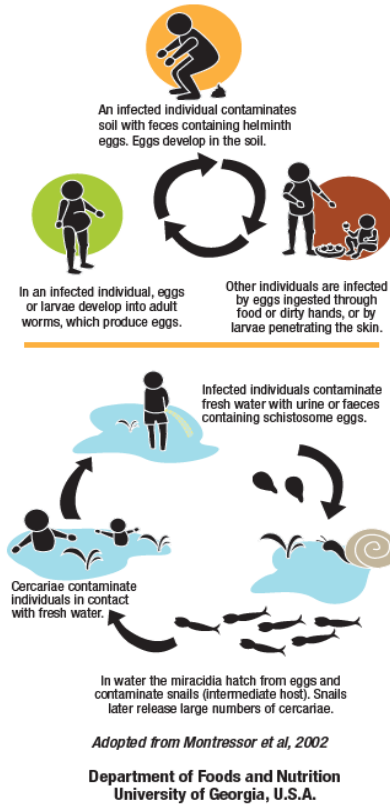 An infected individual contaminates
soil with feces containing helminth
eggs. Eggs develop in the soil.
In an infected individual, eggs
or larvae develop into adult
worms, which produce eggs.
Other individuals are infected
by eggs ingested through
food or dirty hands, or by
larvae penetrating the skin.
Infected individuals contaminate
fresh water with urine or faeces
containing schistosome eggs.
Cercariae contaminate
individuals in contact
with fresh water.
In water the miracidia hatch from eggs and
contaminate snails (intermediate host). Snails
later release large numbers of cercariae.
Adopted from Montressor et al, 2002
Department of Foods and Nutrition
University of Georgia, U.S.A.